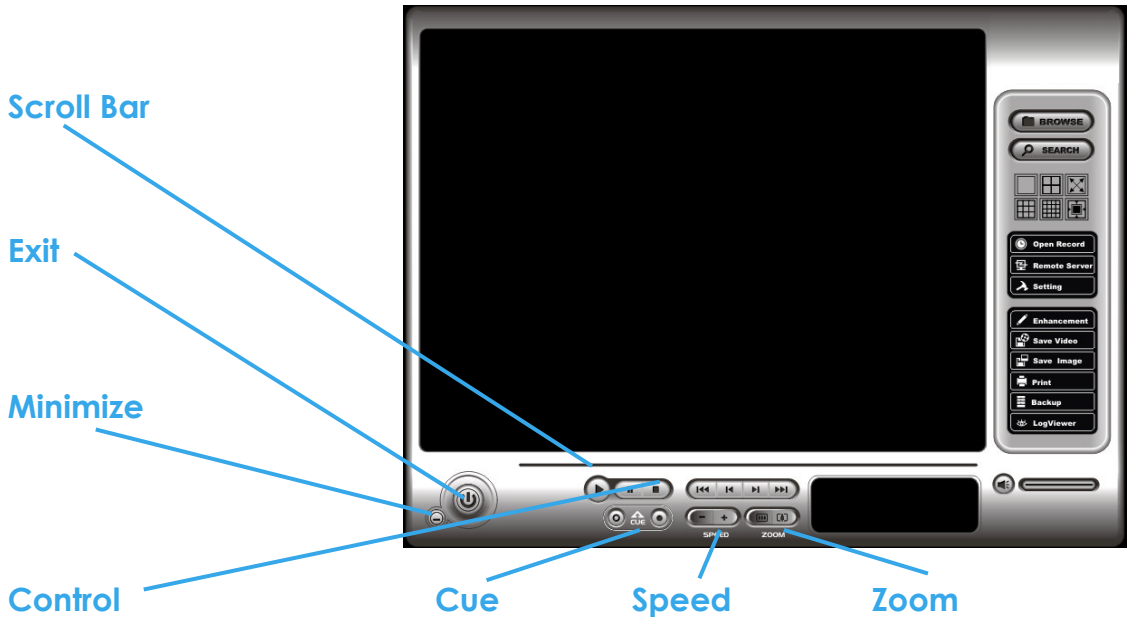 Scroll Bar
Exit
Minimize
Control
Cue
Speed
Zoom
BROWSE
SEARCH
Open Record
Remote Server
Setting
Enhancement
Save Video
Save Image
Print
Backup
LogViewer
CUE
SPEED
ZOOM